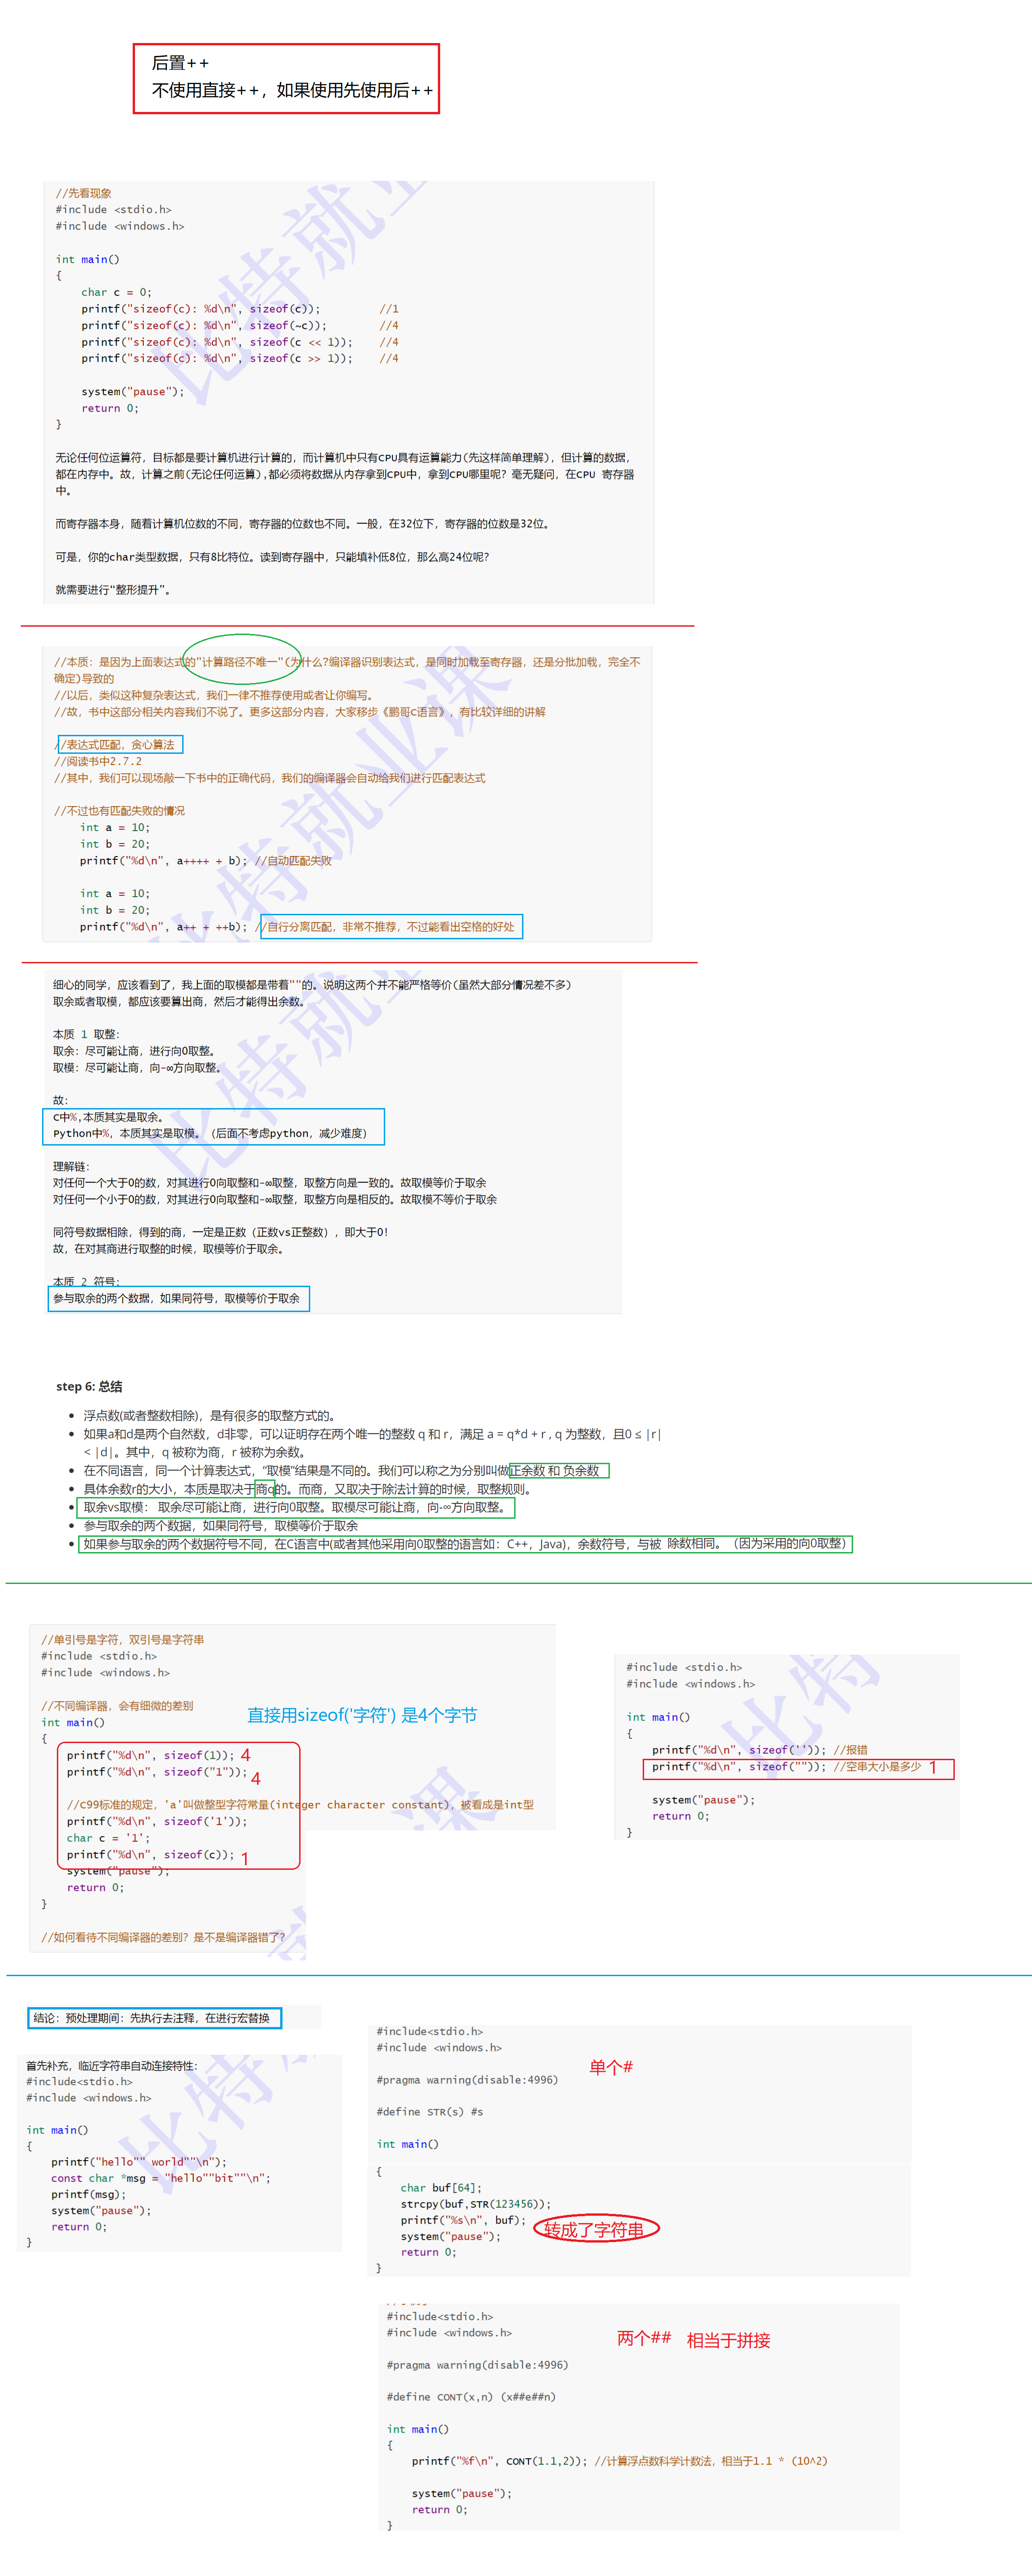 后置++
不使用直接++，如果使用先使用后++
//先看现象
#include <stdio.h>
#include <windows.h>
int main()
{
char c = 0;
printf("sizeof(c): %d\n", sizeof(c)); //1
printf("sizeof(c): %d\n", sizeof(~c)); //4
printf("sizeof(c): %d\n", sizeof(c << 1)); //4
printf("sizeof(c): %d\n", sizeof(c >> 1)); //4
system("pause");
return 0;
}
无论任何位运算符，目标都是要计算机进行计算的，而计算机中只有CPU具有运算能力(先这样简单理解)，但计算的数据，
都在内存中。故，计算之前(无论任何运算)，都必须将数据从内存拿到CPU中，拿到CPU哪里呢？毫无疑问，在CPU 寄存器
中。
而寄存器本身，随着计算机位数的不同，寄存器的位数也不同。一般，在32位下，寄存器的位数是32位。
可是，你的char类型数据，只有8比特位。读到寄存器中，只能填补低8位，那么高24位呢？
就需要进行“整形提升”。
比特就业
//本质：是因为上面表达式的"计算路径不唯一"(为什么?编译器识别表达式，是同时加载至寄存器，还是分批加载，完全不
确定)导致的
//以后，类似这种复杂表达式，我们一律不推荐使用或者让你编写。
//故，书中这部分相关内容我们不说了。更多这部分内容，大家移步《鹏哥C语言》，有比较详细的讲解
//表达式匹配，贪心算法
//阅读书中2.7.2
//其中，我们可以现场敲一下书中的正确代码，我们的编译器会自动给我们进行匹配表达式
//不过也有匹配失败的情况
int a = 10;
int b = 20;
printf("%d\n", a++++ + b); //自动匹配失败
int a = 10;
int b = 20;
printf("%d\n", a++ + ++b); //自行分离匹配，非常不推荐，不过能看出空格的好处
比特就业课
细心的同学，应该看到了，我上面的取模都是带着""的。说明这两个并不能严格等价(虽然大部分情况差不多)
取余或者取模，都应该要算出商，然后才能得出余数。
本质 1 取整：
取余：尽可能让商，进行向0取整。
取模：尽可能让商，向-∞方向取整。
故：
C中%,本质其实是取余。
Python中%，本质其实是取模。（后面不考虑python，减少难度）
理解链：
对任何一个大于0的数，对其进行0向取整和-∞取整，取整方向是一致的。故取模等价于取余
对任何一个小于0的数，对其进行0向取整和-∞取整，取整方向是相反的。故取模不等价于取余
同符号数据相除，得到的商，一定是正数（正数vs正整数），即大于0！
故，在对其商进行取整的时候，取模等价于取余。
本质 2 符号：
参与取余的两个数据，如果同符号，取模等价于取余
比特就业
step 6: 总结
• 浮点数(或者整数相除)，是有很多的取整方式的。
• 如果a和d是两个自然数，d非零，可以证明存在两个唯一的整数 q 和 r，满足 a = q*d + r , q 为整数，且0 ≤ |r|
< |d|。其中，q 被称为商，r 被称为余数。
• 在不同语言，同一个计算表达式，“取模”结果是不同的。我们可以称之为分别叫做正余数 和 负余数
• 具体余数r的大小，本质是取决于商q的。而商，又取决于除法计算的时候，取整规则。
• 取余vs取模： 取余尽可能让商，进行向0取整。取模尽可能让商，向-∞方向取整。
• 参与取余的两个数据，如果同符号，取模等价于取余
• 如果参与取余的两个数据符号不同，在C语言中(或者其他采用向0取整的语言如：C++，Java)，余数符号，与被 除数相同。（因为采用的向0取整）
//单引号是字符，双引号是字符串
#include <stdio.h>
#include <windows.h>
//不同编译器，会有细微的差别
直接用sizeof('字符') 是4个字节
int main()
{
printf("%d\n", sizeof(1)); 4
printf("%d\n", sizeof("1")); 4
//C99标准的规定，'a'叫做整型字符常量(integer character constant)，被看成是int型
printf("%d\n", sizeof('1'));
char c = '1';
printf("%d\n", sizeof(c)); 1
system("pause");
return 0;
}
//如何看待不同编译器的差别？是不是编译器错了？
课
#include <stdio.h>
#include <windows.h>
int main()
{
printf("%d\n", sizeof('')); //报错
printf("%d\n", sizeof("")); //空串大小是多少 1
system("pause");
return 0;
}
比特
结论：预处理期间：先执行去注释，在进行宏替换
首先补充，临近字符串自动连接特性：
#include<stdio.h>
#include <windows.h>
int main()
{
printf("hello"" world""\n");
const char *msg = "hello""bit""\n";
printf(msg);
system("pause");
return 0;
}
比特
#include<stdio.h>
#include <windows.h>
单个#
#pragma warning(disable:4996)
#define STR(s) #s
int main()
{
char buf[64];
strcpy(buf,STR(123456));
printf("%s\n", buf);
转成了字符串
system("pause");
return 0;
}
#include<stdio.h>
#include <windows.h>
两个## 相当于拼接
#pragma warning(disable:4996)
#define CONT(x,n) (x##e##n)
int main()
{
printf("%f\n", CONT(1.1,2)); //计算浮点数科学计数法，相当于1.1 * (10^2)
system("pause");
return 0;
}